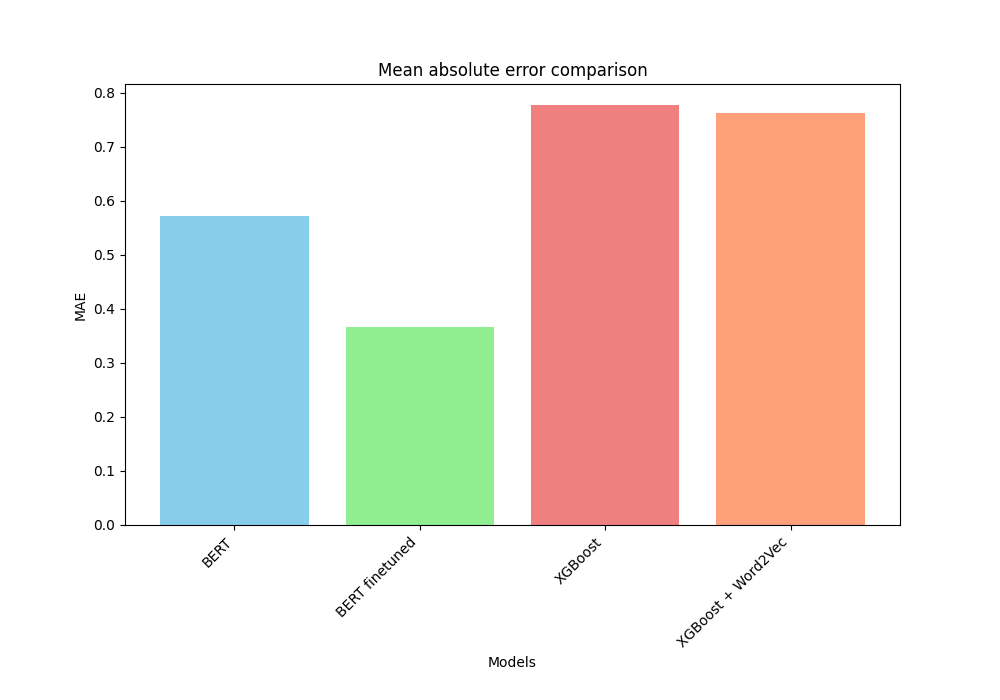 Mean absolute error comparison
MAE
0.8
0.7
0.6
0.5
0.4
0.3
0.2
0.1
0.0
BERT
BERT finetuned
XGBoost
XGBoost + Word2Vec
Models